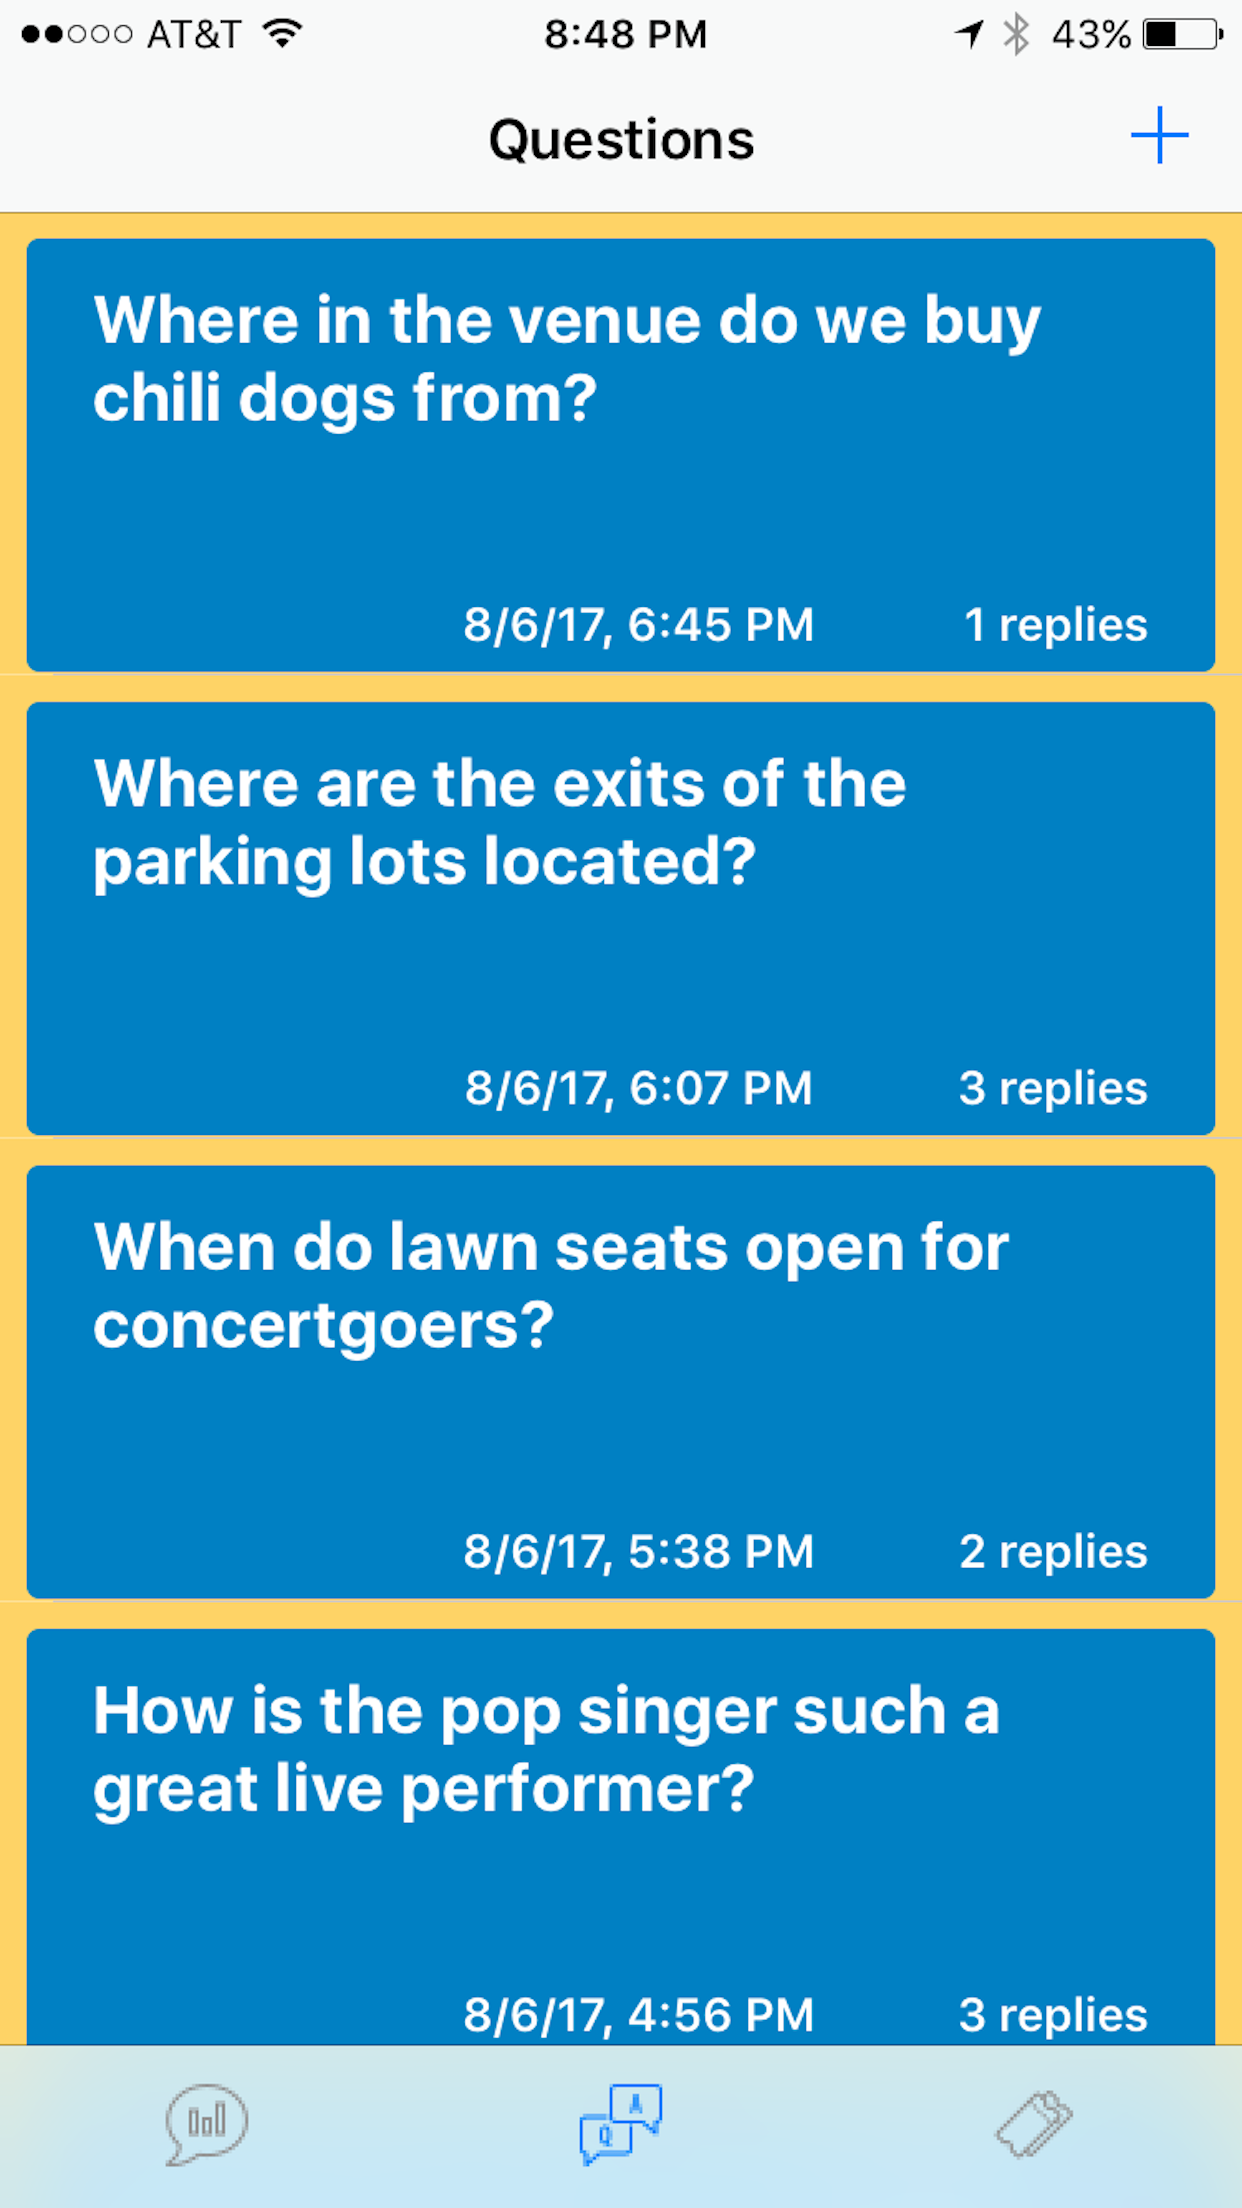 AT&T 8:48 PM 43%
Questions
Where in the venue do we buy
chili dogs from?
8/6/17, 6:45 PM 1 replies
Where are the exits of the
parking lots located?
8/6/17, 6:07 PM 3 replies
When do lawn seats open for
concertgoers?
8/6/17, 5:38 PM 2 replies
How is the pop singer such a
great live performer?
8/6/17, 4:56 PM 3 replies
A
Q